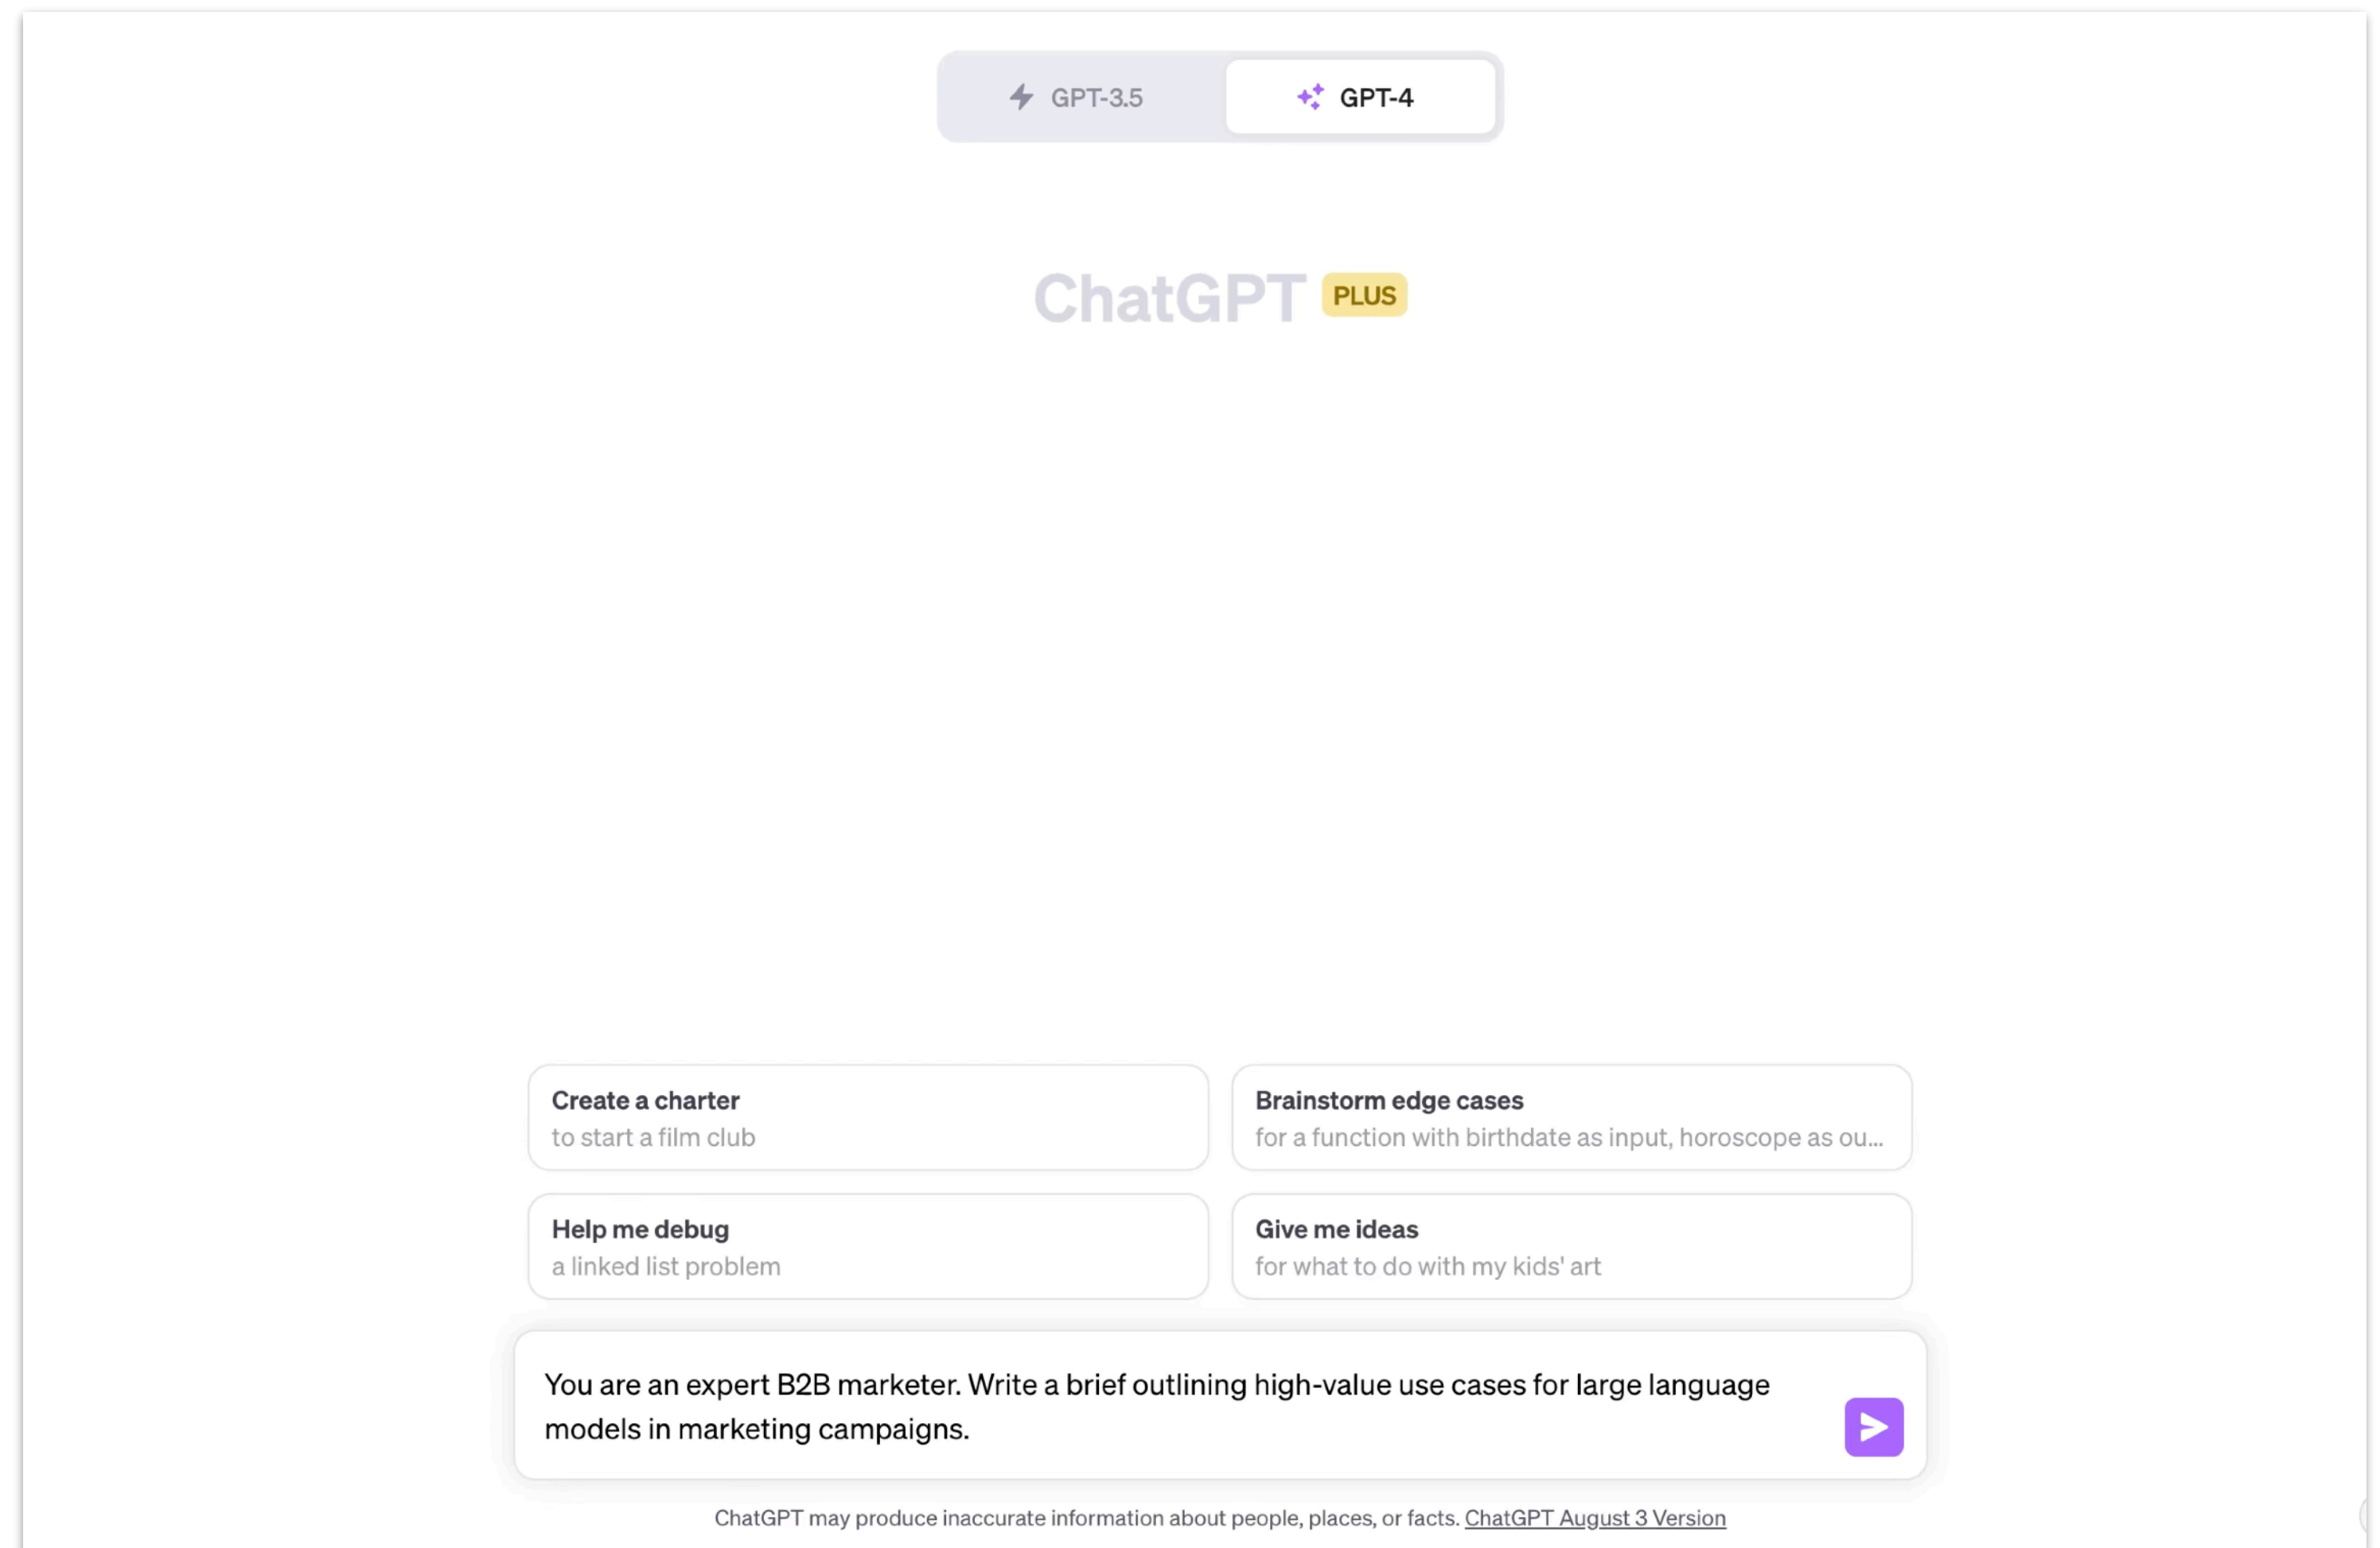 GPT-3.5
GPT-4
ChatGPT PLUS
Create a charter
to start a film club
Brainstorm edge cases
for a function with birthdate as input, horoscope as ou...
Help me debug
a linked list problem
Give me ideas
for what to do with my kids' art
You are an expert B2B marketer. Write a brief outlining high-value use cases for large language
models in marketing campaigns.
ChatGPT may produce inaccurate information about people, places, or facts. ChatGPT August 3 Version